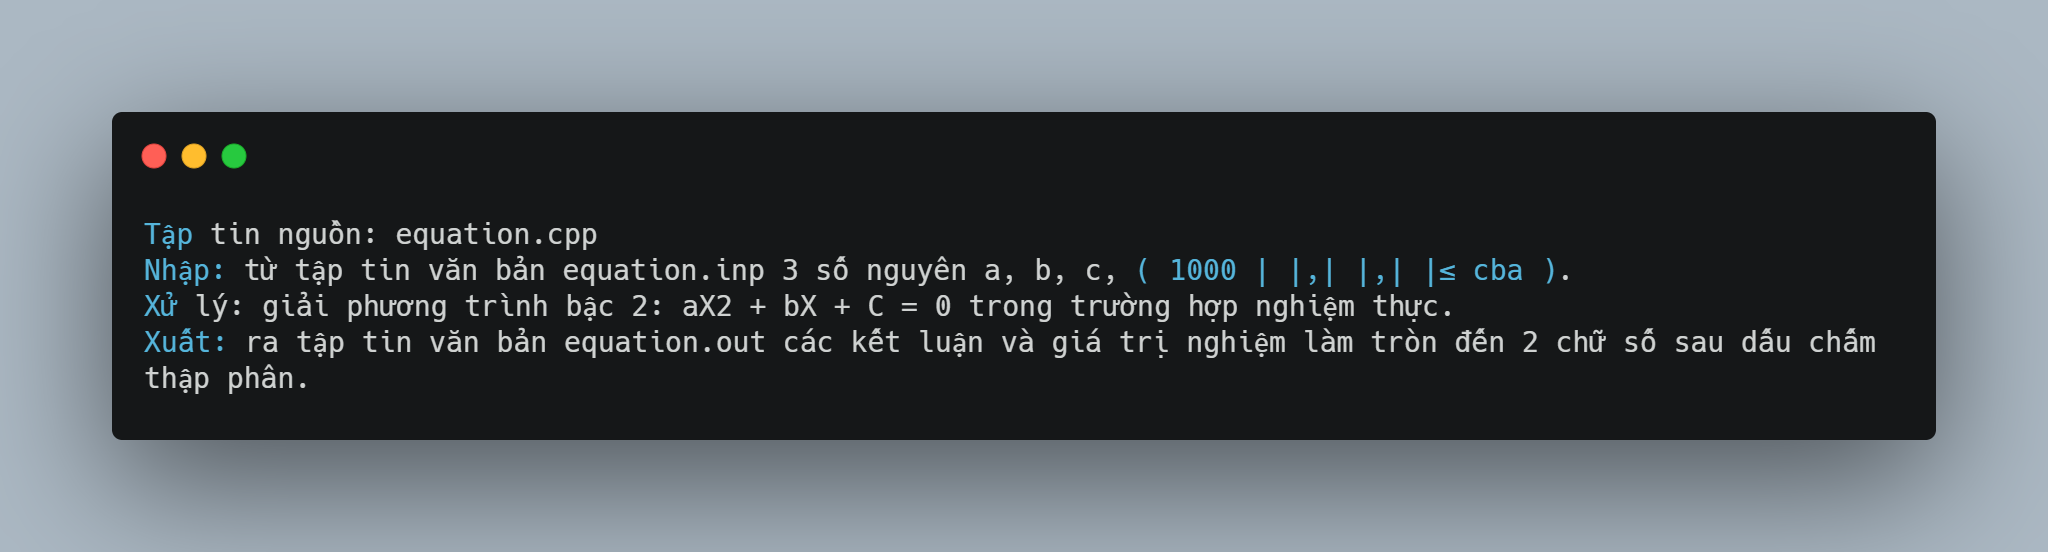 Tập tin nguồn: equation.cpp
Nhập: từ tập tin văn bản equation.inp 3 số nguyên a, b, c, ( 1000 | |,| |,| |≤ cba ).
Xử lý: giải phương trình bậc 2: aX2 + bX + C = 0 trong trường hợp nghiệm thực.
Xuất: ra tập tin văn bản equation.out các kết luận và giá trị nghiệm làm tròn đến 2 chữ số sau dấu chấm
thập phân.